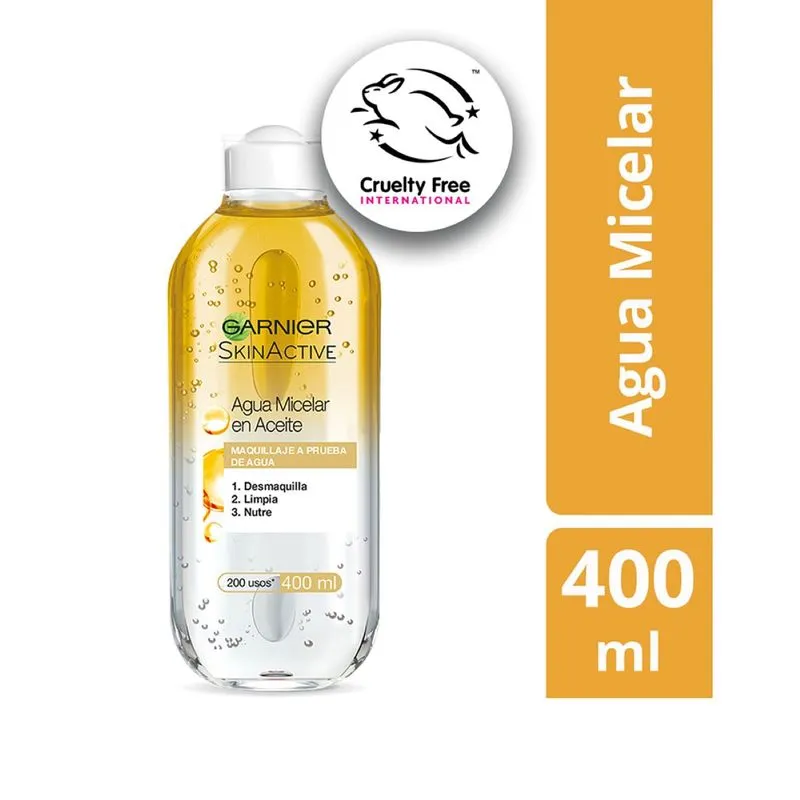 TM
Cruelty Free
INTERNATIONAL
GARNIER
SKINACTIVE
Agua Micelar
en Aceite
MAQUILLAJE A PRUEBA
DE AGUA
1. Desmaquilla
2. Limpia
3. Nutre
200 usos* 400 ml
Agua Micelar
400
ml